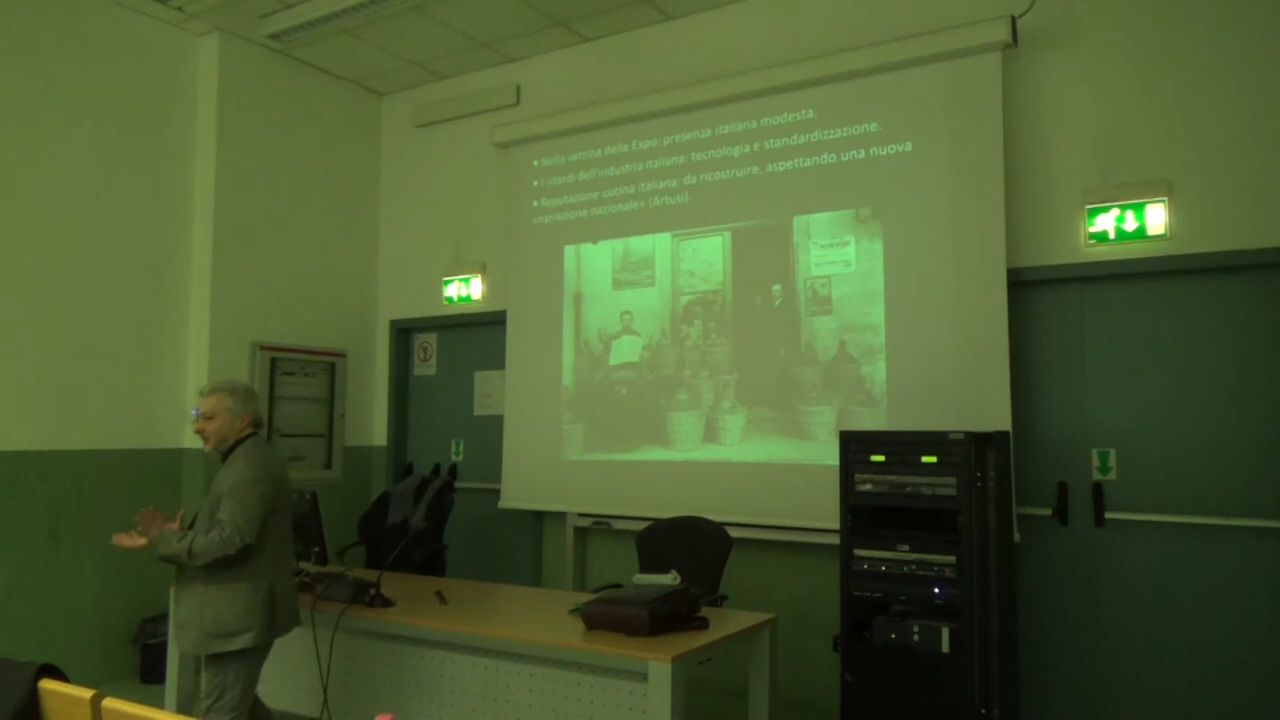 • Nella vetrina delle Expo: presenza italiana modesta.
• I ritardi dell'industria italiana: tecnologia e standardizzazione.
• Reputazione cucina italiana: da ricostruire, aspettando una nuova
«narrazione nazionale» (Artusi)